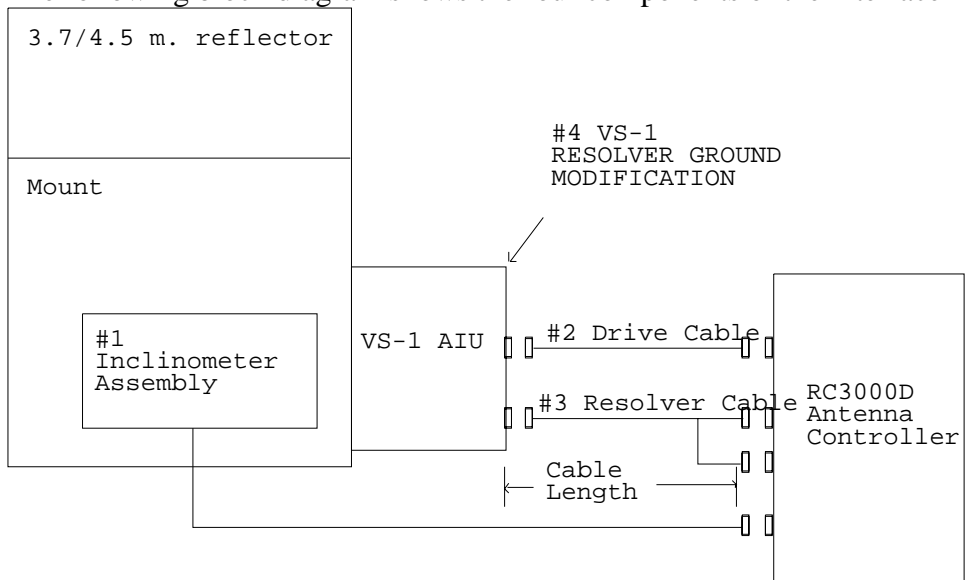 3.7/4.5 m. reflector
#4 VS-1
RESOLVER GROUND
MODIFICATION
Mount
#1
Inclinometer
Assembly
VS-1 AIU
#2 Drive Cable
#3 Resolver Cable
RC3000D
Antenna
Controller
Cable
Length